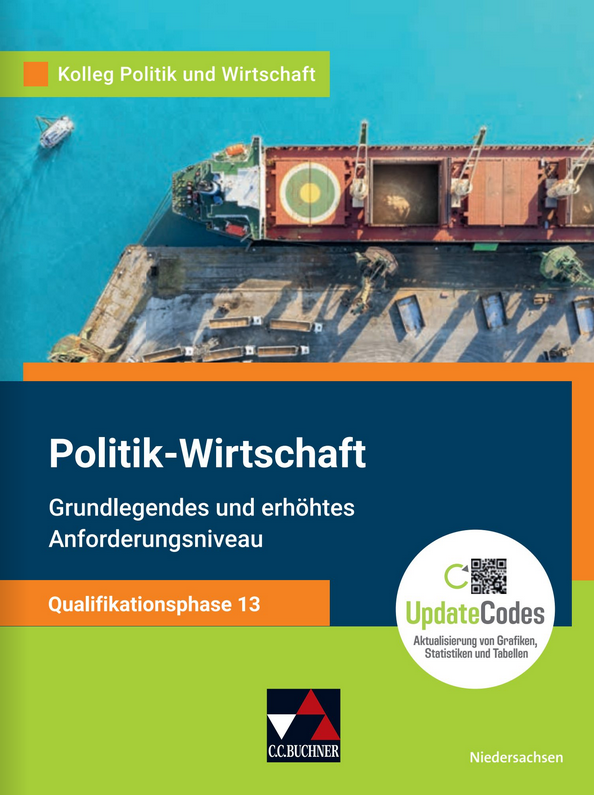 Kolleg Politik und Wirtschaft
Politik-Wirtschaft
Grundlegendes und erhöhtes
Anforderungsniveau
Qualifikationsphase 13
UpdateCodes
Aktualisierung von Grafiken,
Statistiken und Tabellen
C.C.BUCHNER
Niedersachsen